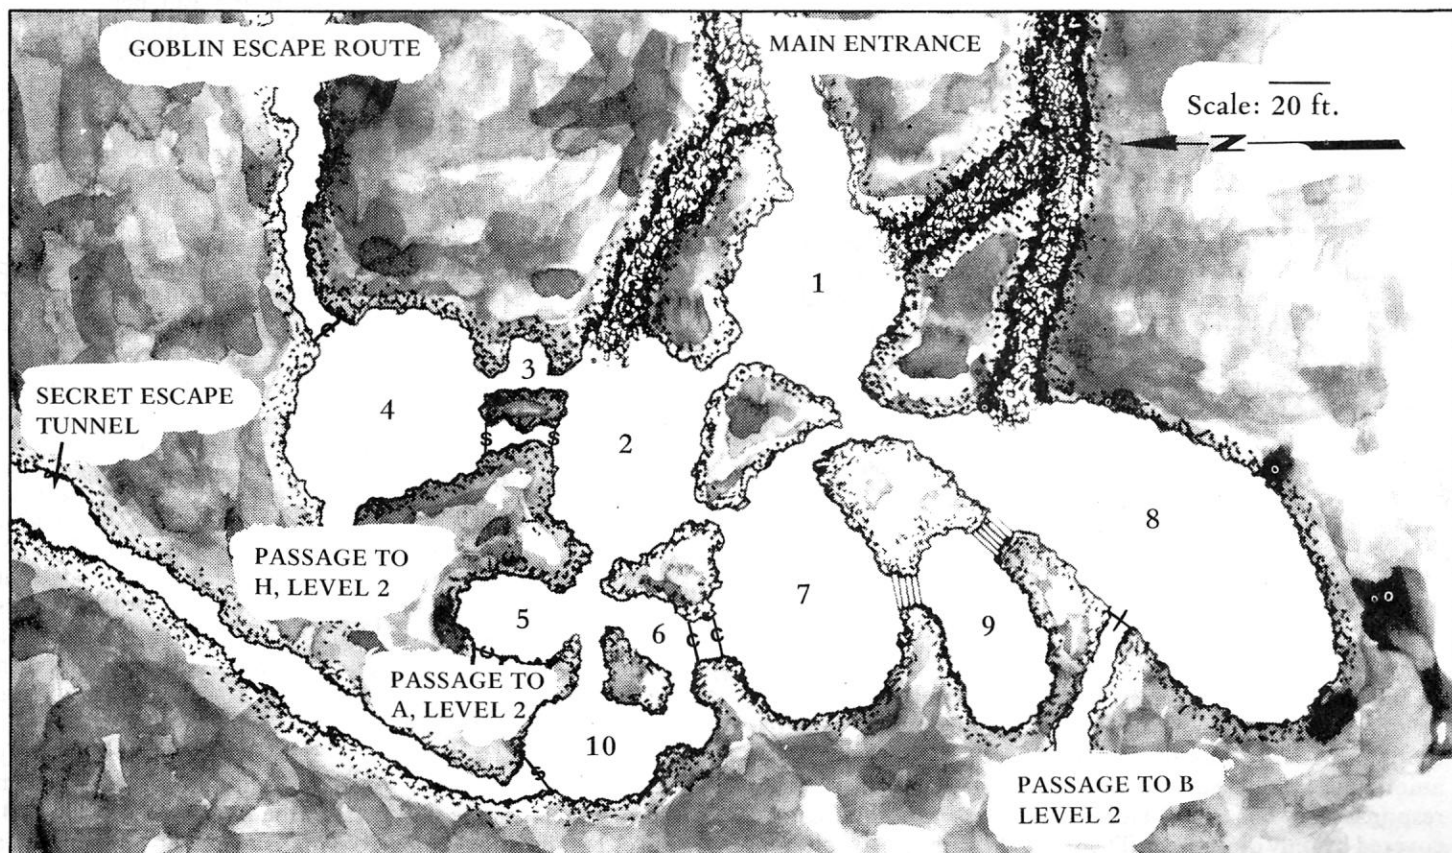 GOBLIN ESCAPE ROUTE
MAIN ENTRANCE
Scale: 20 ft.
N
1
3
SECRET ESCAPE
TUNNEL
4
2
S
S
8
PASSAGE TO
H, LEVEL 2
7
5
6
9
C
C
C
PASSAGE TO
A, LEVEL 2
10
S
PASSAGE TO B
LEVEL 2